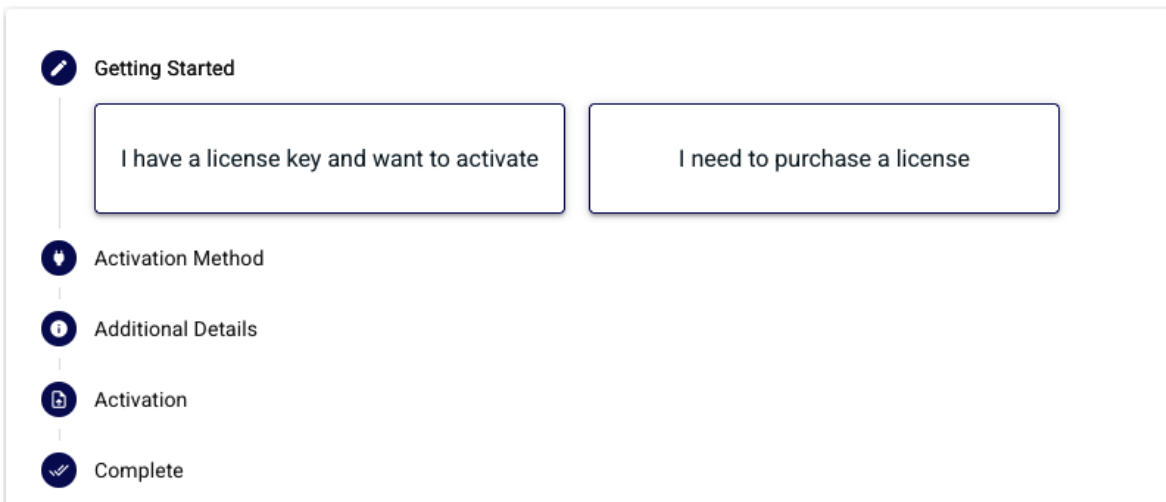 Getting Started
I have a license key and want to activate
I need to purchase a license
Activation Method
Additional Details
Activation
Complete